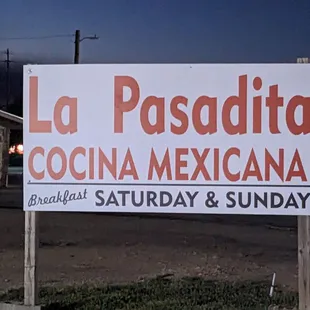 La Pasadita
COCINA MEXICANA
Breakfast SATURDAY & SUNDAY